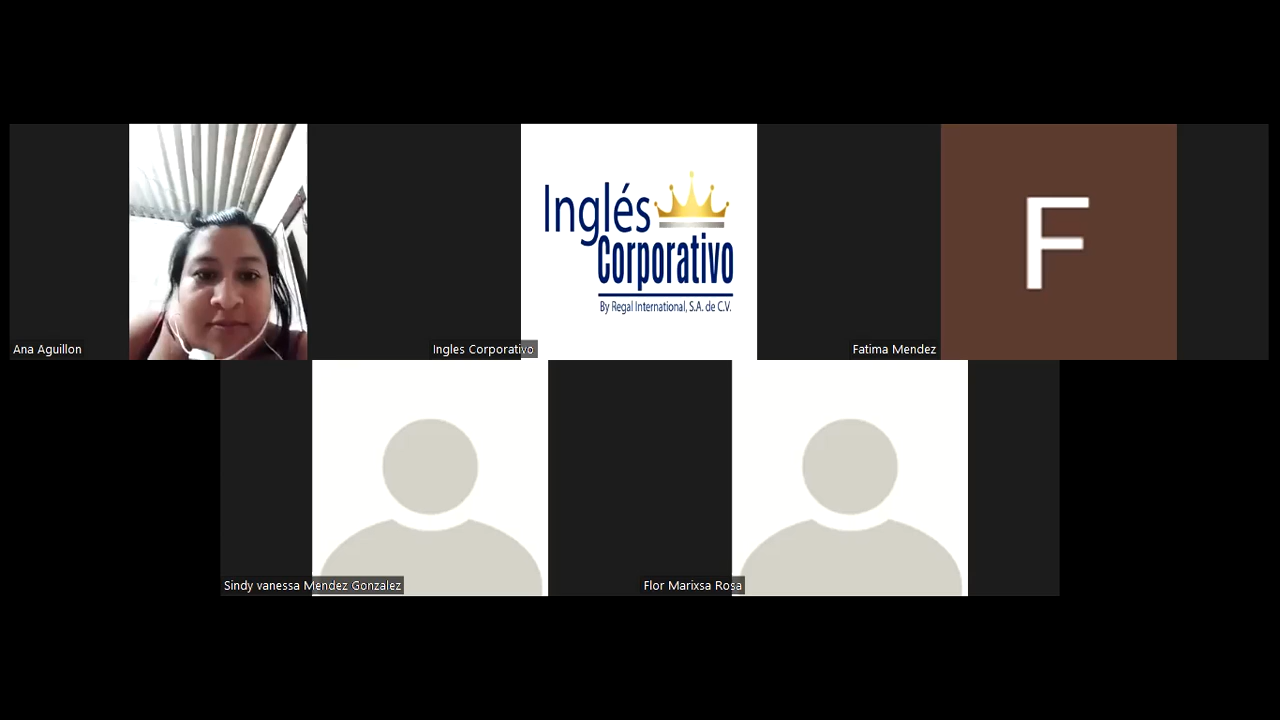 Inglés
Corporativo
By Regal International, S.A. de C.V.
F
Ana Aguillon
Ingles Corporativo
Fatima Mendez
Sindy vanessa Mendez Gonzalez
Flor Marixsa Rosa